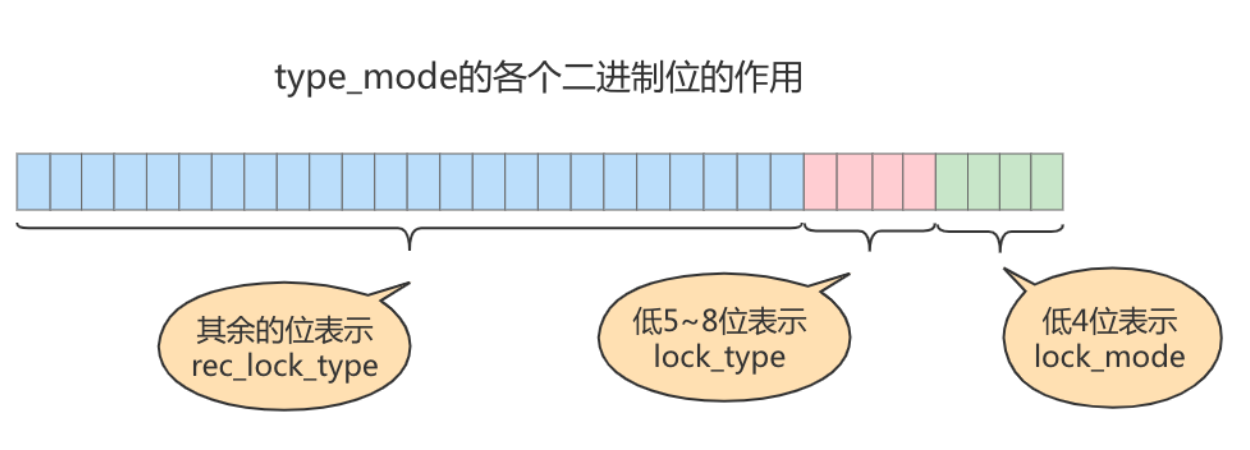 type_mode的各个二进制位的作用
其余的位表示
rec_lock_type
低5~8位表示
lock_type
低4位表示
lock_mode